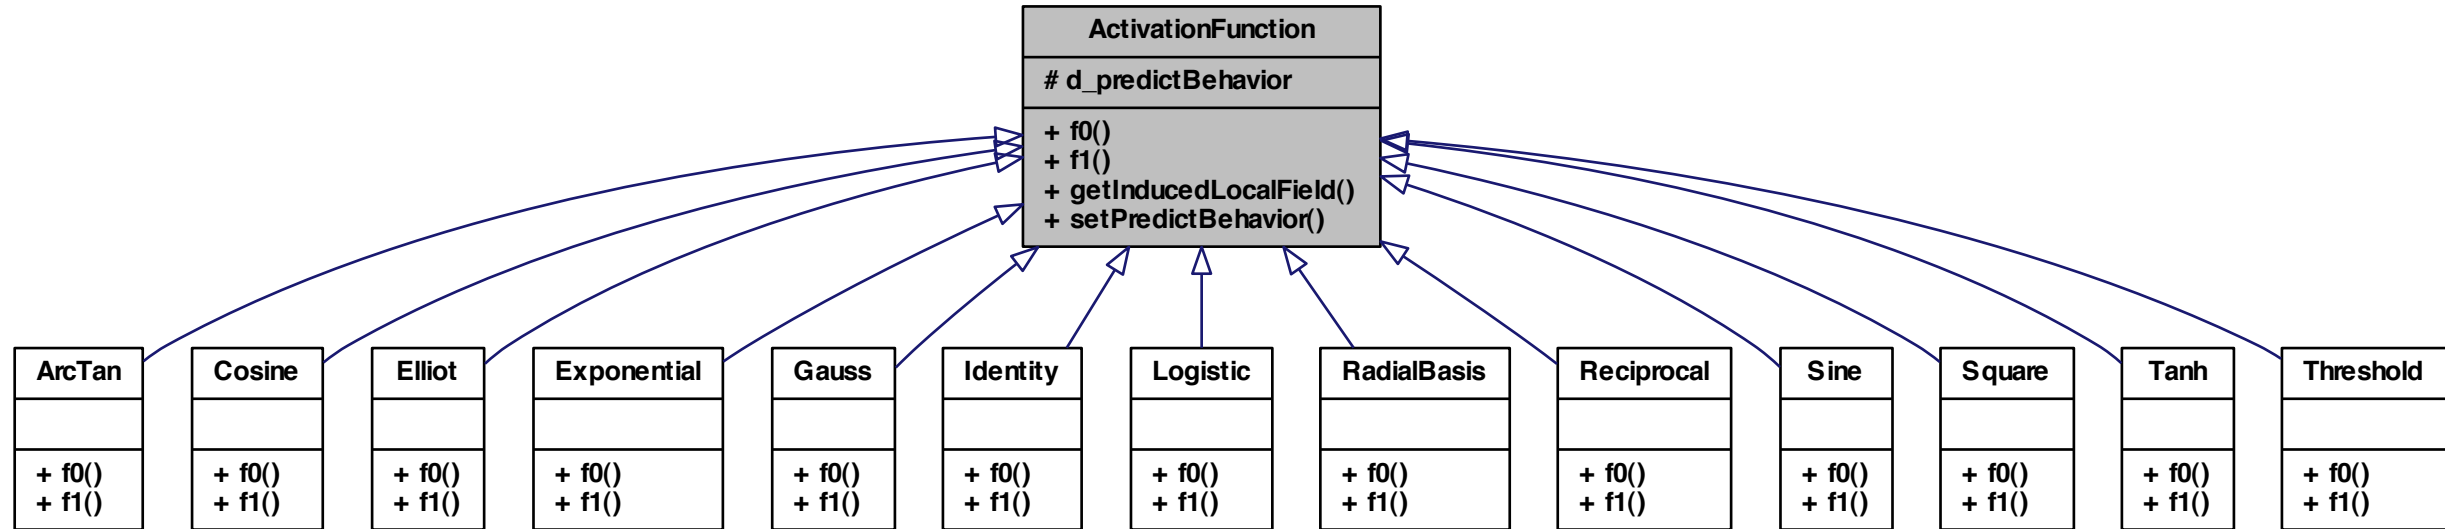 ActivationFunction
# d_predictBehavior
+ f0()
+ f1()
+ getInducedLocalField()
+ setPredictBehavior()
ArcTan
+ f0()
+ f1()
Cosine
+ f0()
+ f1()
Elliot
+ f0()
+ f1()
Exponential
+ f0()
+ f1()
Gauss
+ f0()
+ f1()
Identity
+ f0()
+ f1()
Logistic
+ f0()
+ f1()
RadialBasis
+ f0()
+ f1()
Reciprocal
+ f0()
+ f1()
Sine
+ f0()
+ f1()
Square
+ f0()
+ f1()
Tanh
+ f0()
+ f1()
Threshold
+ f0()
+ f1()